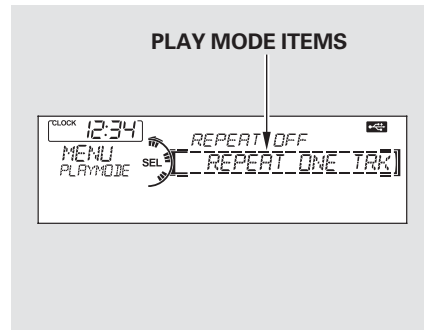 PLAY MODE ITEMS
CLOCK 12:34
REPEAT OFF
MENU
SEL
REPEAT ONE TRK
PLAYMODE